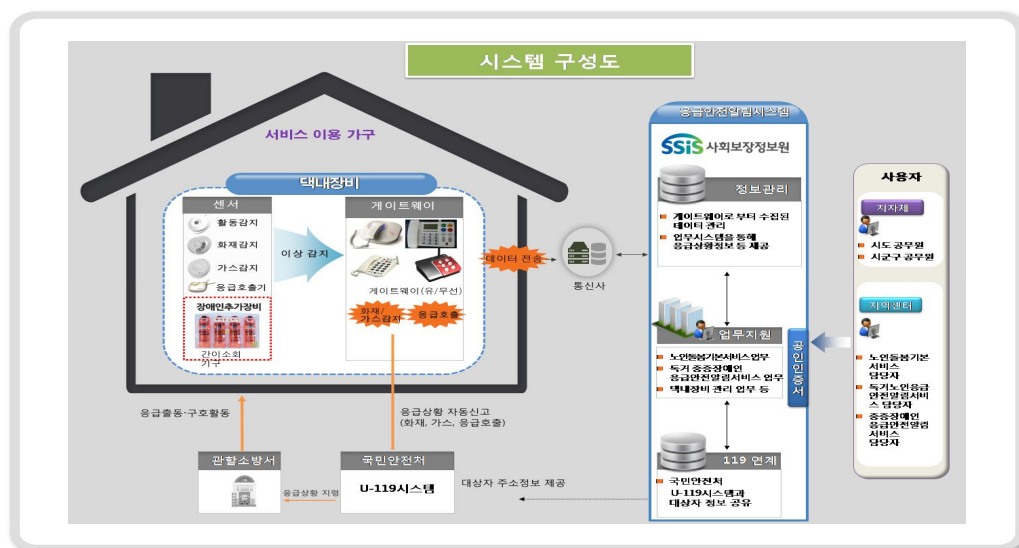 시스템 구성도
서비스 이용 가구
댁내장비
센서
활동감지
화재감지
가스감지
응급호출기
장애인추가장비
간이소화
기구
이상 감지
게이트웨이
게이트웨이(유/무선)
화재/
가스감지
응급호출
데이터 전송
통신사
응급안전알림시스템
SSiS 사회보장정보원
정보관리
게이트웨이로 부터 수집된
데이터 관리
업무시스템을 통해
응급상황정보 등 제공
업무지원
노인돌봄기본서비스업무
독거·중증장애인
응급안전알림서비스 업무
댁내장비 관리 업무 등
공인인증서
119 연계
국민안전처
U-119시스템과
대상자 정보 공유
사용자
지자체
시도 공무원
시군구 공무원
지역센터
노인돌봄기본
서비스
담당자
독거노인응급
안전알림서비
스 담당자
중증장애인
응급안전알림
서비스
담당자
응급출동·구호활동
응급상황 자동신고
(화재, 가스, 응급호출)
관할소방서
응급상황 지령
국민안전처
U-119시스템
대상자 주소정보 제공